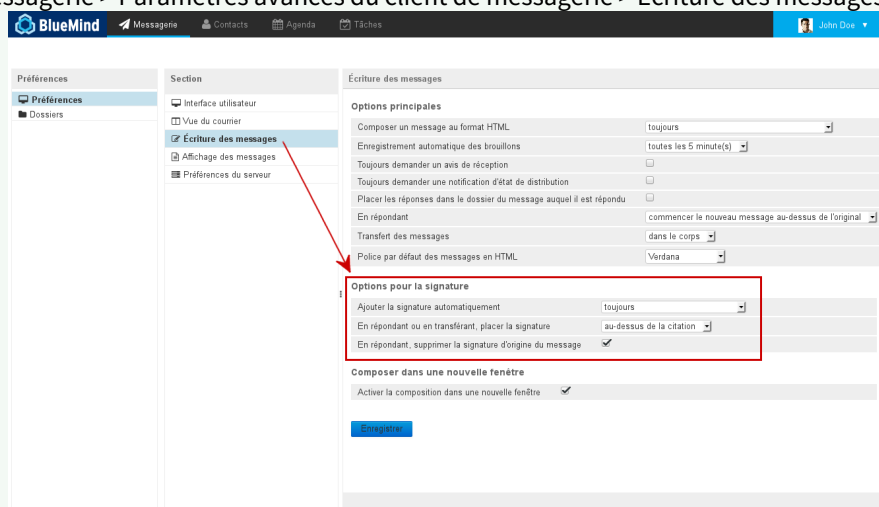 ssagerie > Paramètres avancés du client de messagerie > Écriture des messages
BlueMind Messagerie Contacts Agenda Tâches John Doe
Préférences Section Écriture des messages
Préférences
Dossiers
Interface utilisateur
Vue du courrier
Écriture des messages
Affichage des messages
Préférences du serveur
Options principales
Composer un message au format HTML toujours
Enregistrement automatique des brouillons toutes les 5 minute(s)
Toujours demander un avis de réception
Toujours demander une notification d'état de distribution
Placer les réponses dans le dossier du message auquel il est répondu
En répondant commencer le nouveau message au-dessus de l'original
Transfert des messages dans le corps
Police par défaut des messages en HTML Verdana
Options pour la signature
Ajouter la signature automatiquement toujours
En répondant ou en transférant, placer la signature au-dessus de la citation
En répondant, supprimer la signature d'origine du message
Composer dans une nouvelle fenêtre
Activer la composition dans une nouvelle fenêtre
Enregistrer